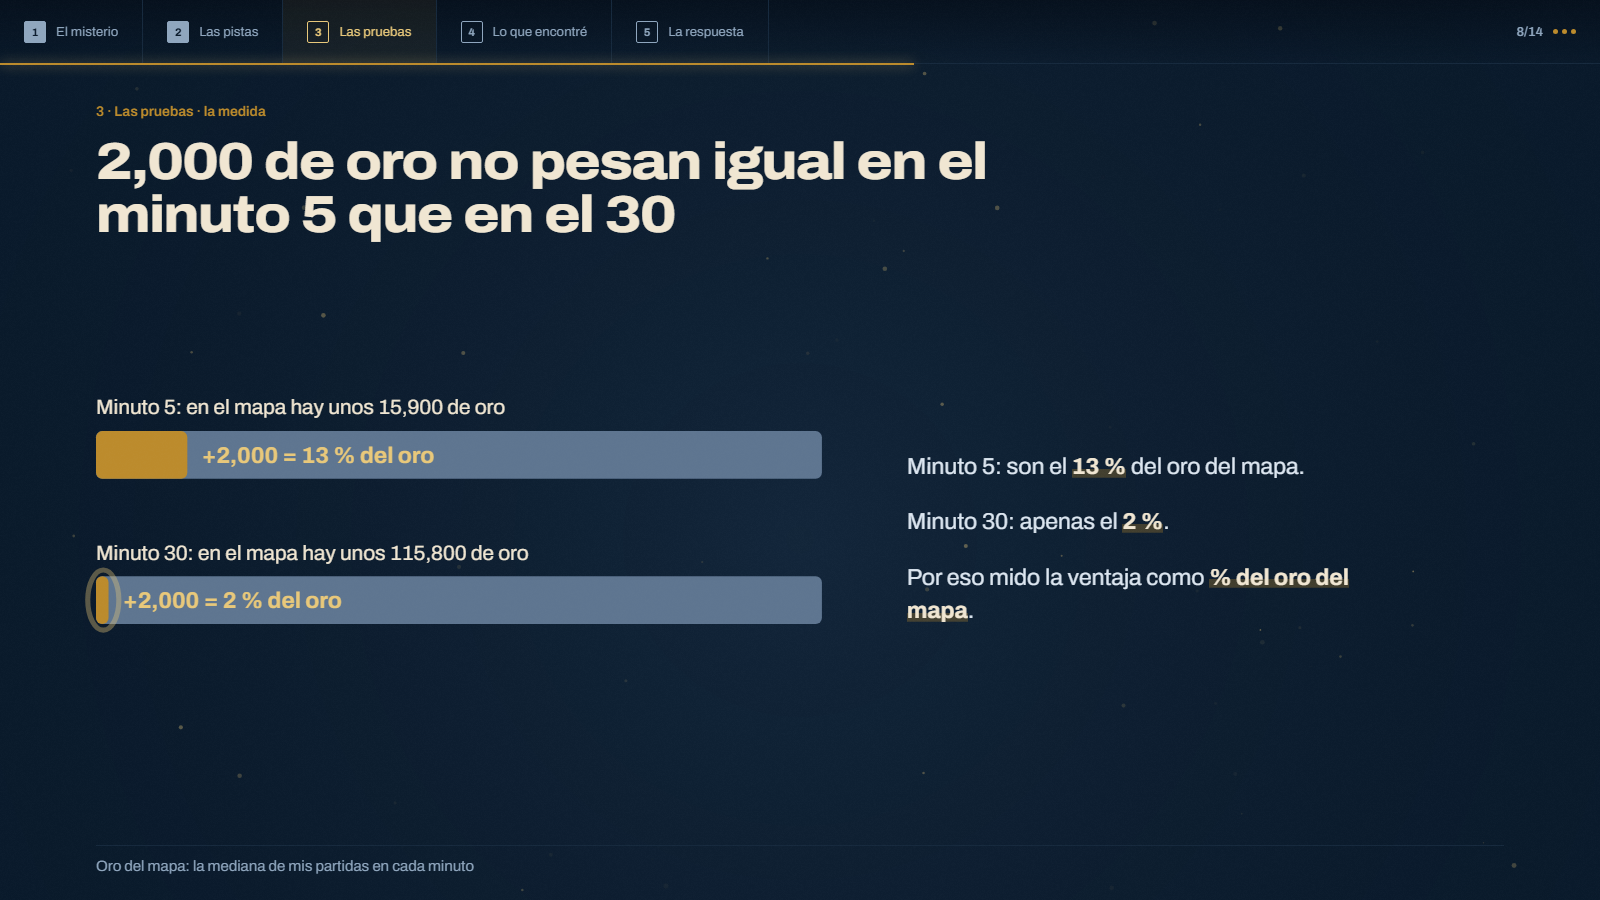 1 El misterio
2 Las pistas
3 Las pruebas
4 Lo que encontré
5 La respuesta
8/14
3 · Las pruebas · la medida
2,000 de oro no pesan igual en el
minuto 5 que en el 30
Minuto 5: en el mapa hay unos 15,900 de oro
+2,000 = 13 % del oro
Minuto 30: en el mapa hay unos 115,800 de oro
+2,000 = 2 % del oro
Minuto 5: son el 13 % del oro del mapa.
Minuto 30: apenas el 2 %.
Por eso mido la ventaja como % del oro del
mapa.
Oro del mapa: la mediana de mis partidas en cada minuto